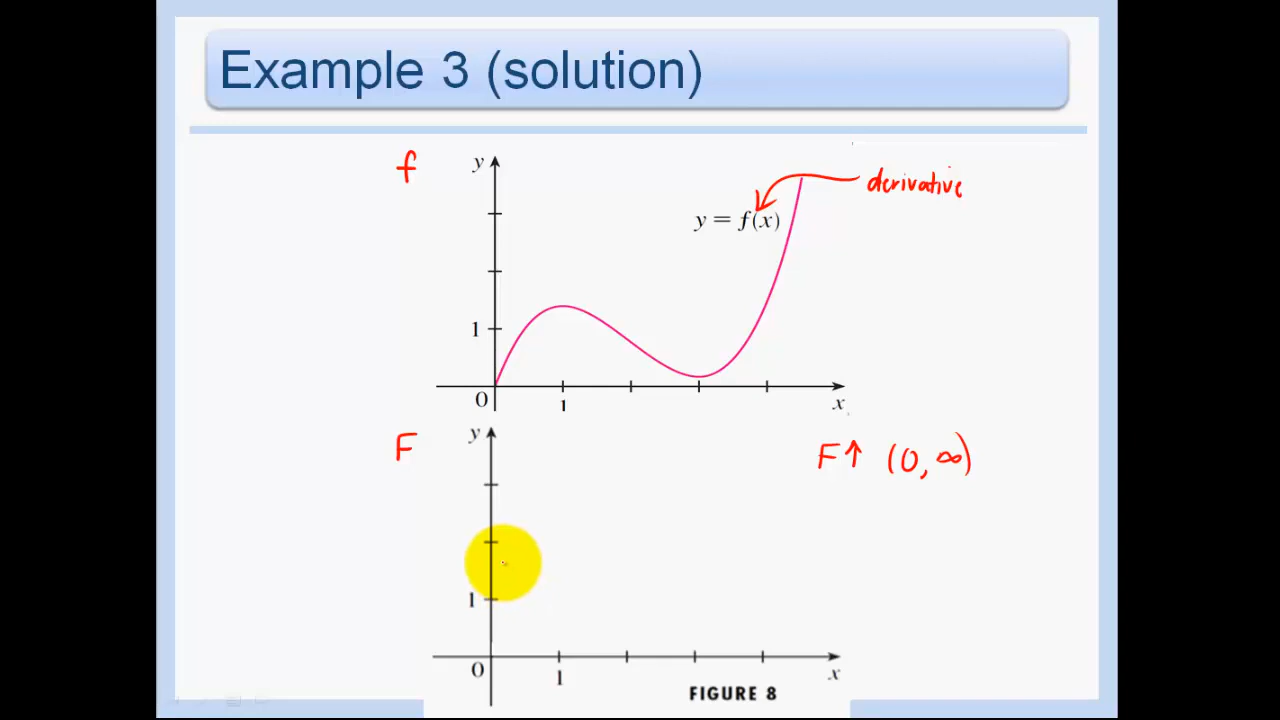 Example 3 (solution)
f
y
derivative
y = f(x)
1
0
1
x
F
y
F↑ (0, ∞)
1
0
1
x
FIGURE 8